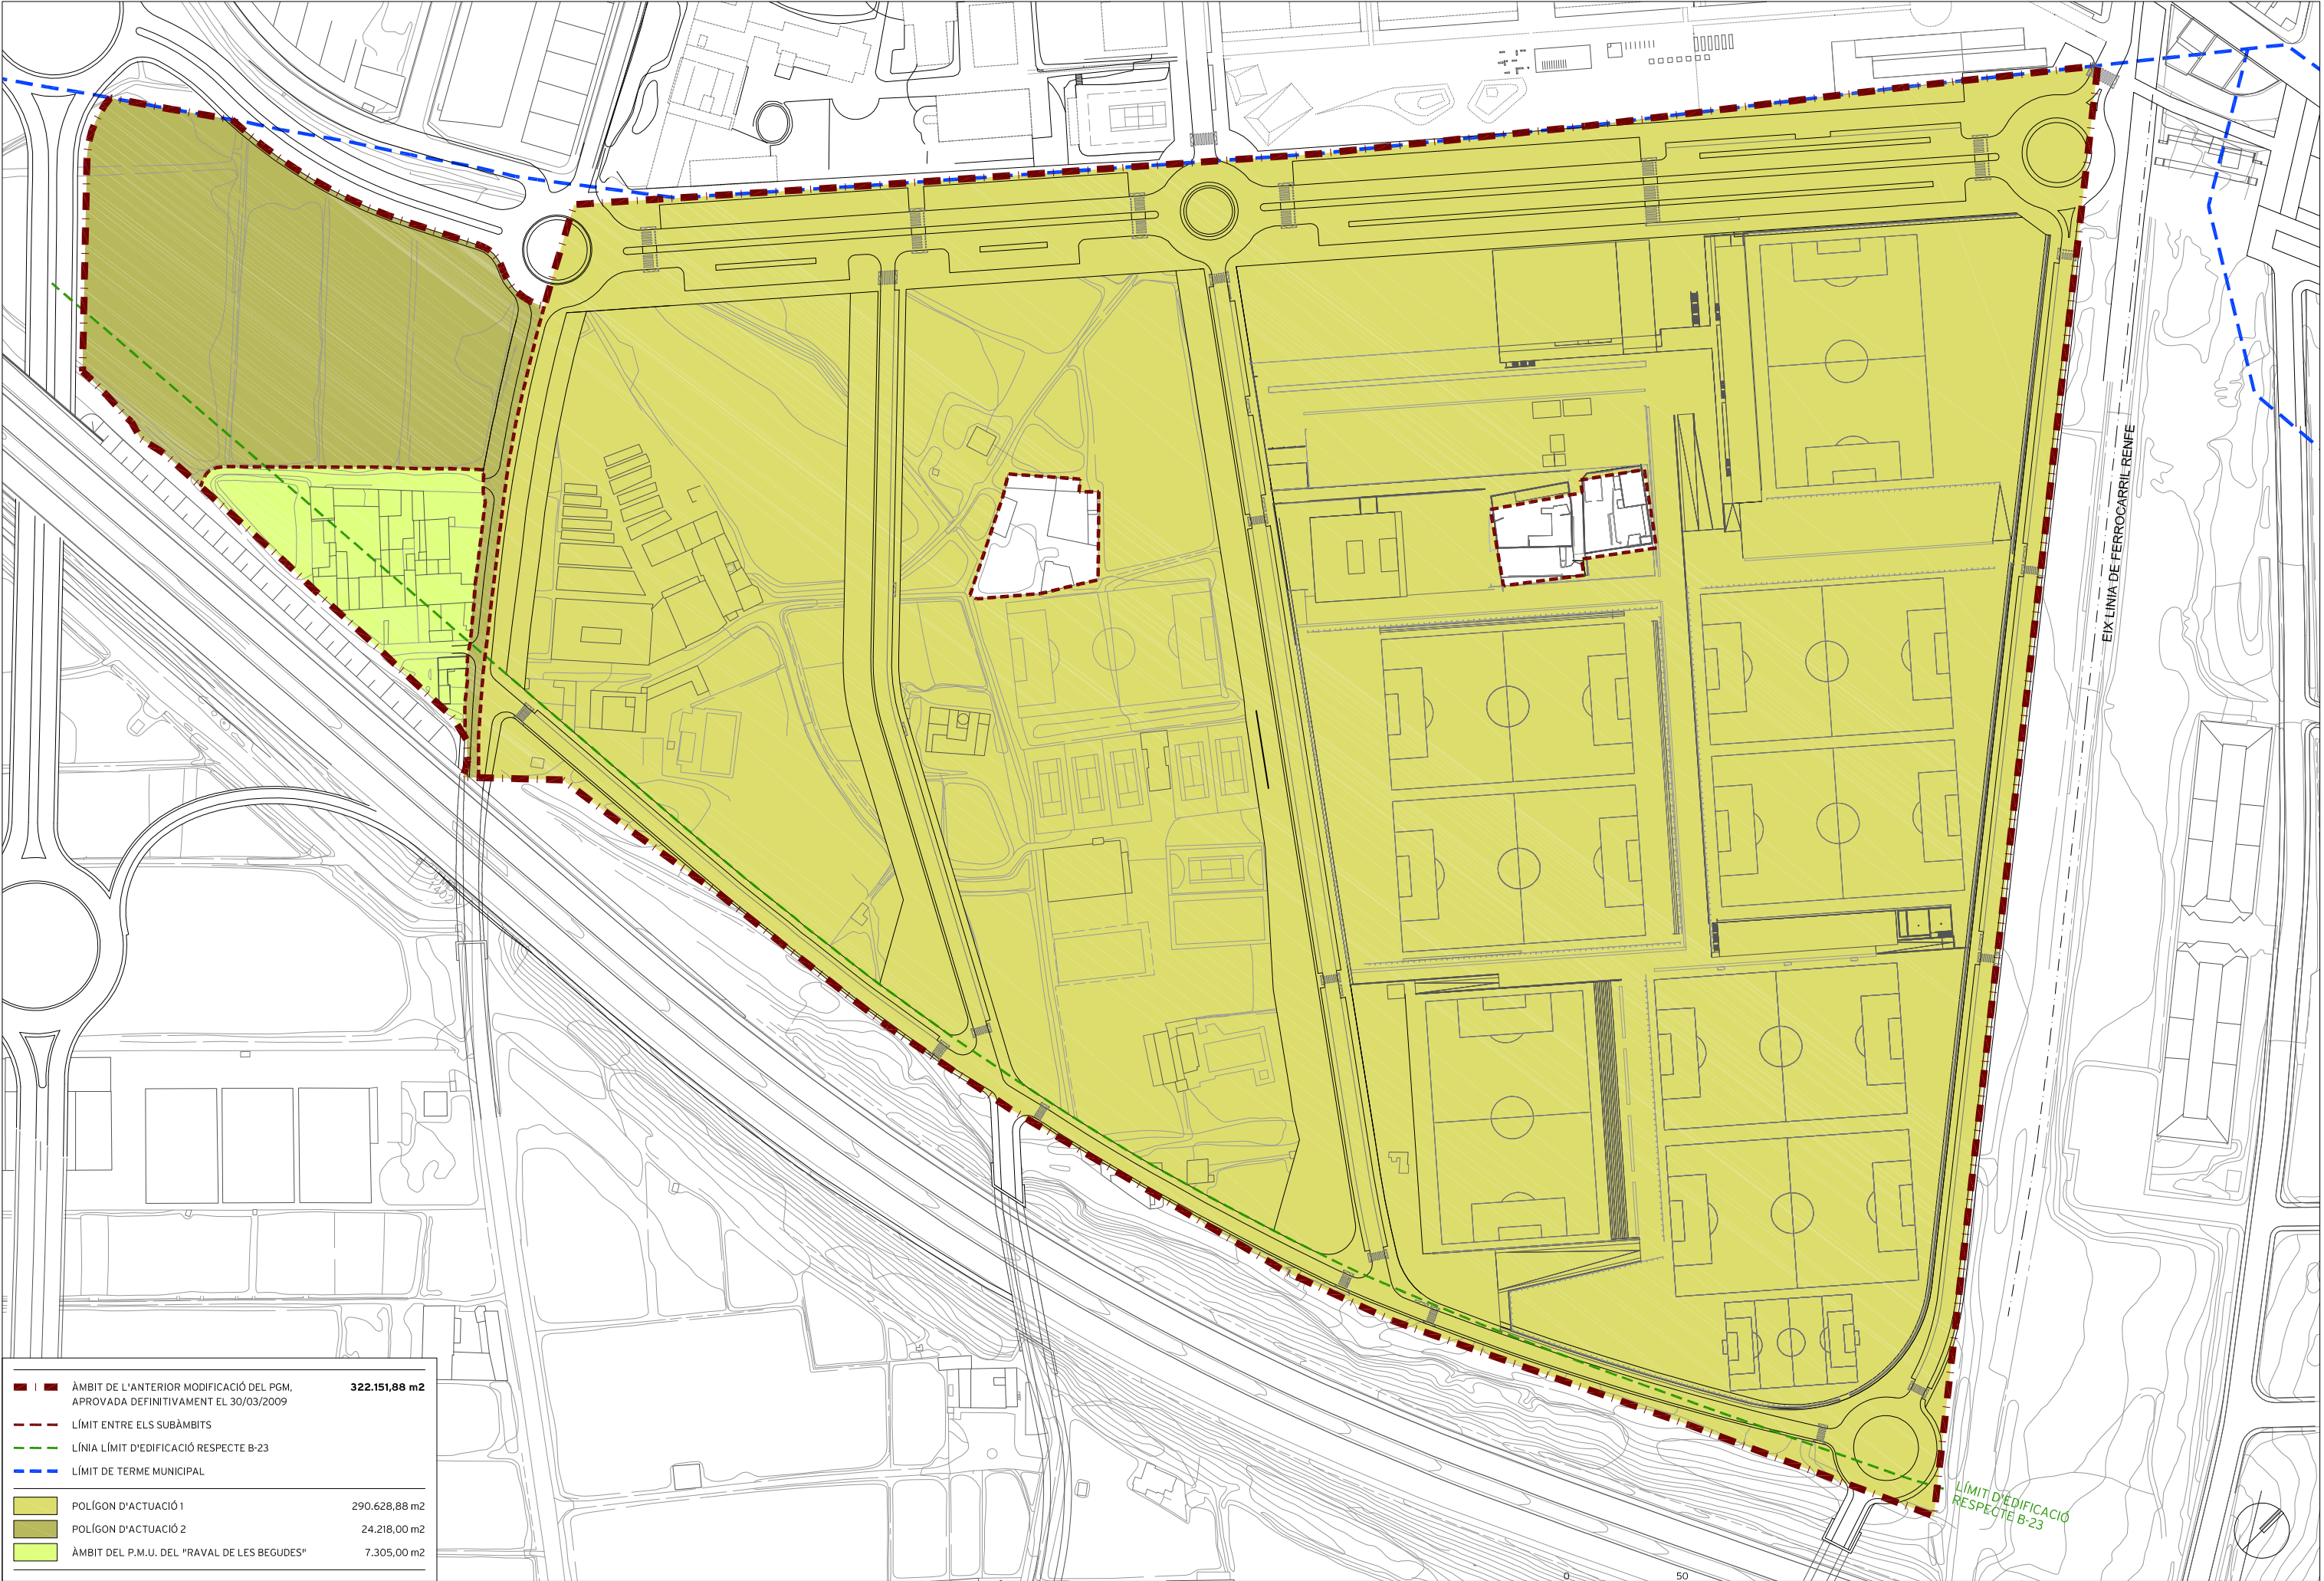 EIX LINIA DE FERROCARRIL RENFE
ÀMBIT DE L'ANTERIOR MODIFICACIÓ DEL PGM, 322.151,88 m2
APROVADA DEFINITIVAMENT EL 30/03/2009
LÍMIT ENTRE ELS SUBÀMBITS
LÍNIA LÍMIT D'EDIFICACIÓ RESPECTE B-23
LÍMIT DE TERME MUNICIPAL
POLÍGON D'ACTUACIÓ 1 290.628,88 m2
POLÍGON D'ACTUACIÓ 2 24.218,00 m2
ÀMBIT DEL P.M.U. DEL "RAVAL DE LES BEGUDES" 7.305,00 m2
LÍMIT D'EDIFICACIÓ
RESPECTE B-23
0 50